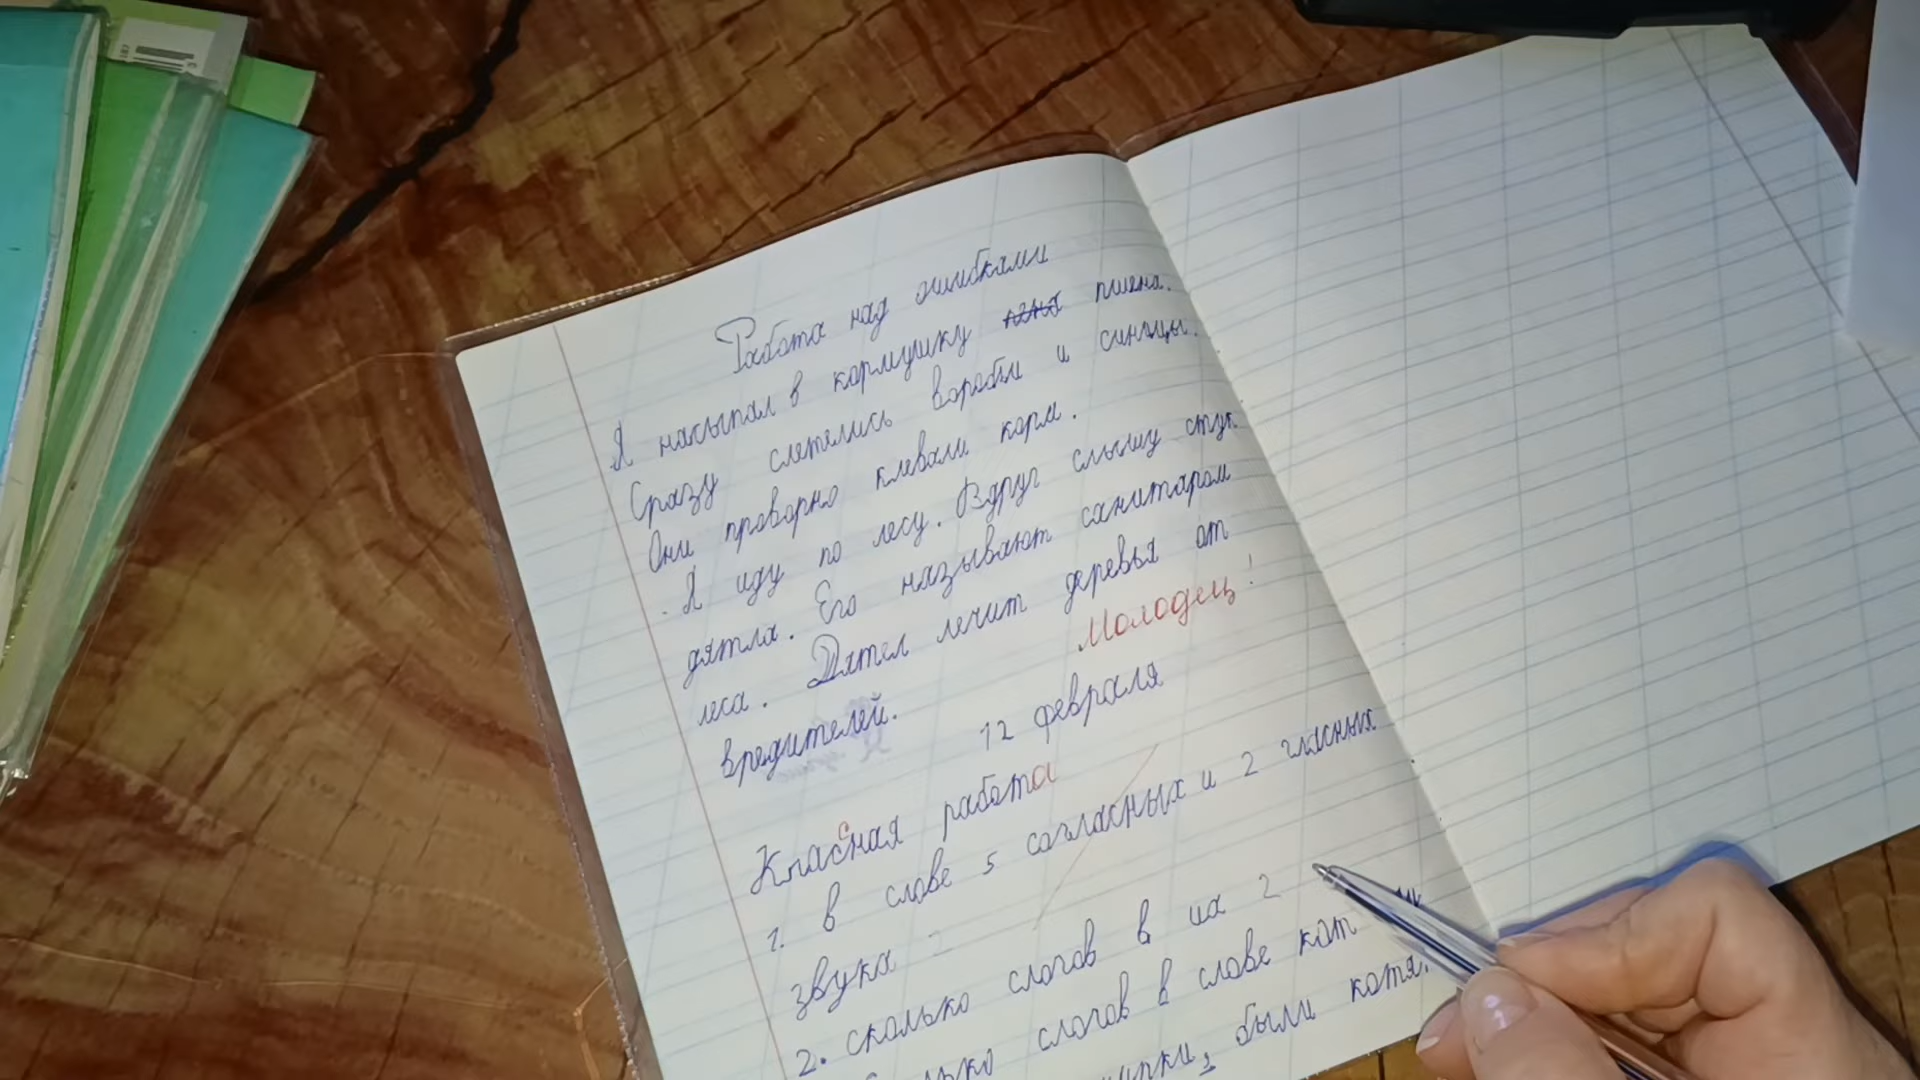 Работа над ошибками
Я насыпал в кормушку пшена.
Сразу слетелись воробьи и синицы.
Они проворно клевали корм.
Я иду по лесу. Вдруг слышу стук
дятла. Его называют санитаром
леса. Дятел лечит деревья от
вредителей.
Молодец!
12 февраля
Класная работа
с
1. в слове 5 согласных и 2 гласных
звука
2. сколько слогов в их 2
слогов в слове кот
были котя.